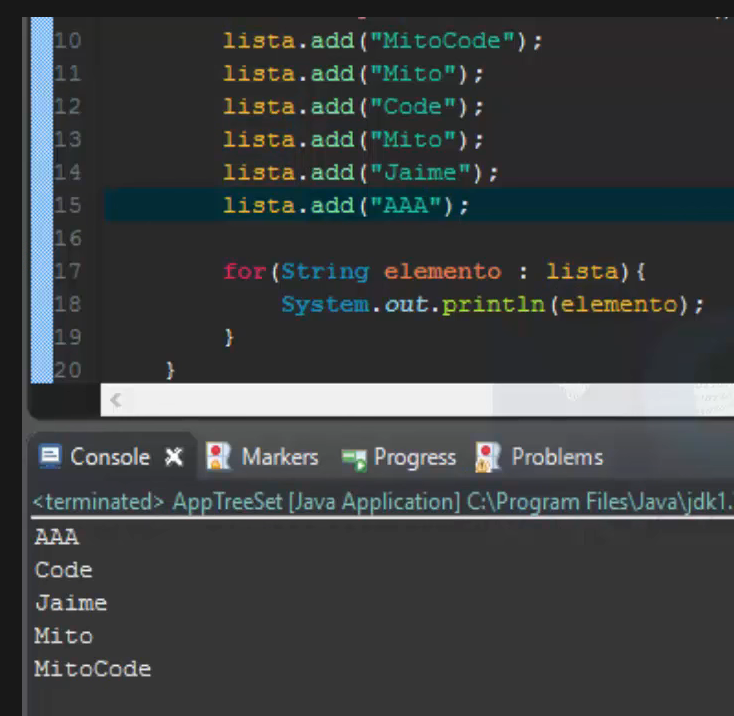 10 lista.add("MitoCode");
11 lista.add("Mito");
12 lista.add("Code");
13 lista.add("Mito");
14 lista.add("Jaime");
15 lista.add("AAA");
16
17 for(String elemento : lista){
18 System.out.println(elemento);
19 }
20 }
Console Markers Progress Problems
<terminated> AppTreeSet [Java Application] C:\Program Files\Java\jdk1.
AAA
Code
Jaime
Mito
MitoCode